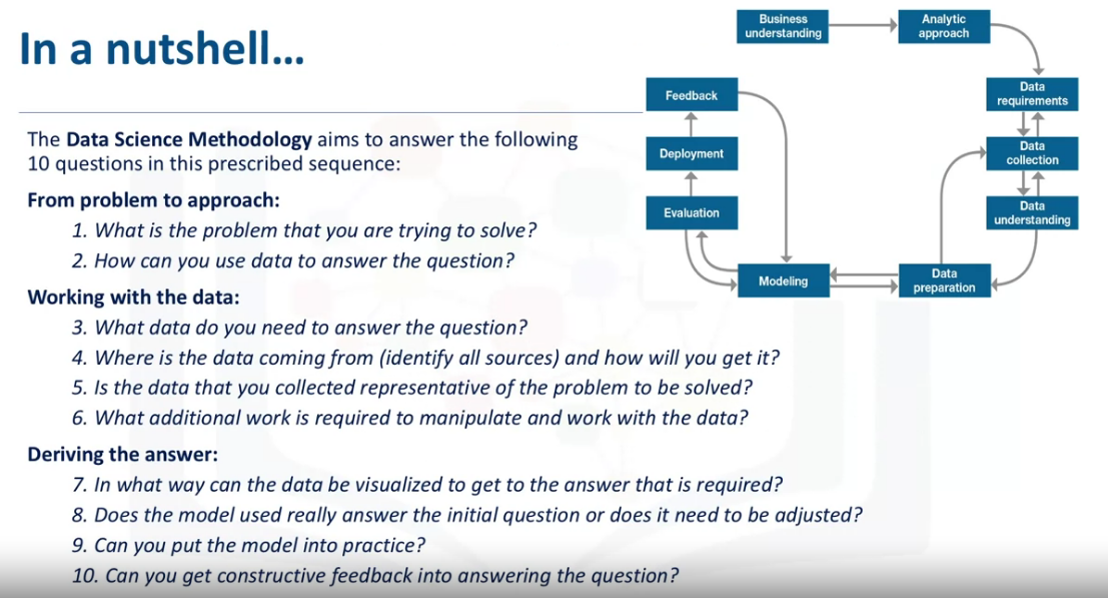 In a nutshell...
The Data Science Methodology aims to answer the following
10 questions in this prescribed sequence:
From problem to approach:
1. What is the problem that you are trying to solve?
2. How can you use data to answer the question?
Working with the data:
3. What data do you need to answer the question?
4. Where is the data coming from (identify all sources) and how will you get it?
5. Is the data that you collected representative of the problem to be solved?
6. What additional work is required to manipulate and work with the data?
Deriving the answer:
7. In what way can the data be visualized to get to the answer that is required?
8. Does the model used really answer the initial question or does it need to be adjusted?
9. Can you put the model into practice?
10. Can you get constructive feedback into answering the question?
Business
understanding
Analytic
approach
Data
requirements
Data
collection
Data
understanding
Data
preparation
Modeling
Evaluation
Deployment
Feedback